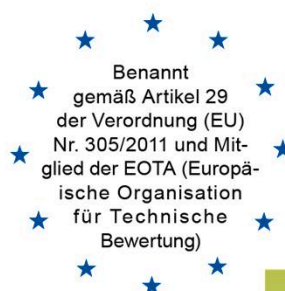 Benannt
gemäß Artikel 29
der Verordnung (EU)
Nr. 305/2011 und Mit-
glied der EOTA (Europä-
ische Organisation
für Technische
Bewertung)